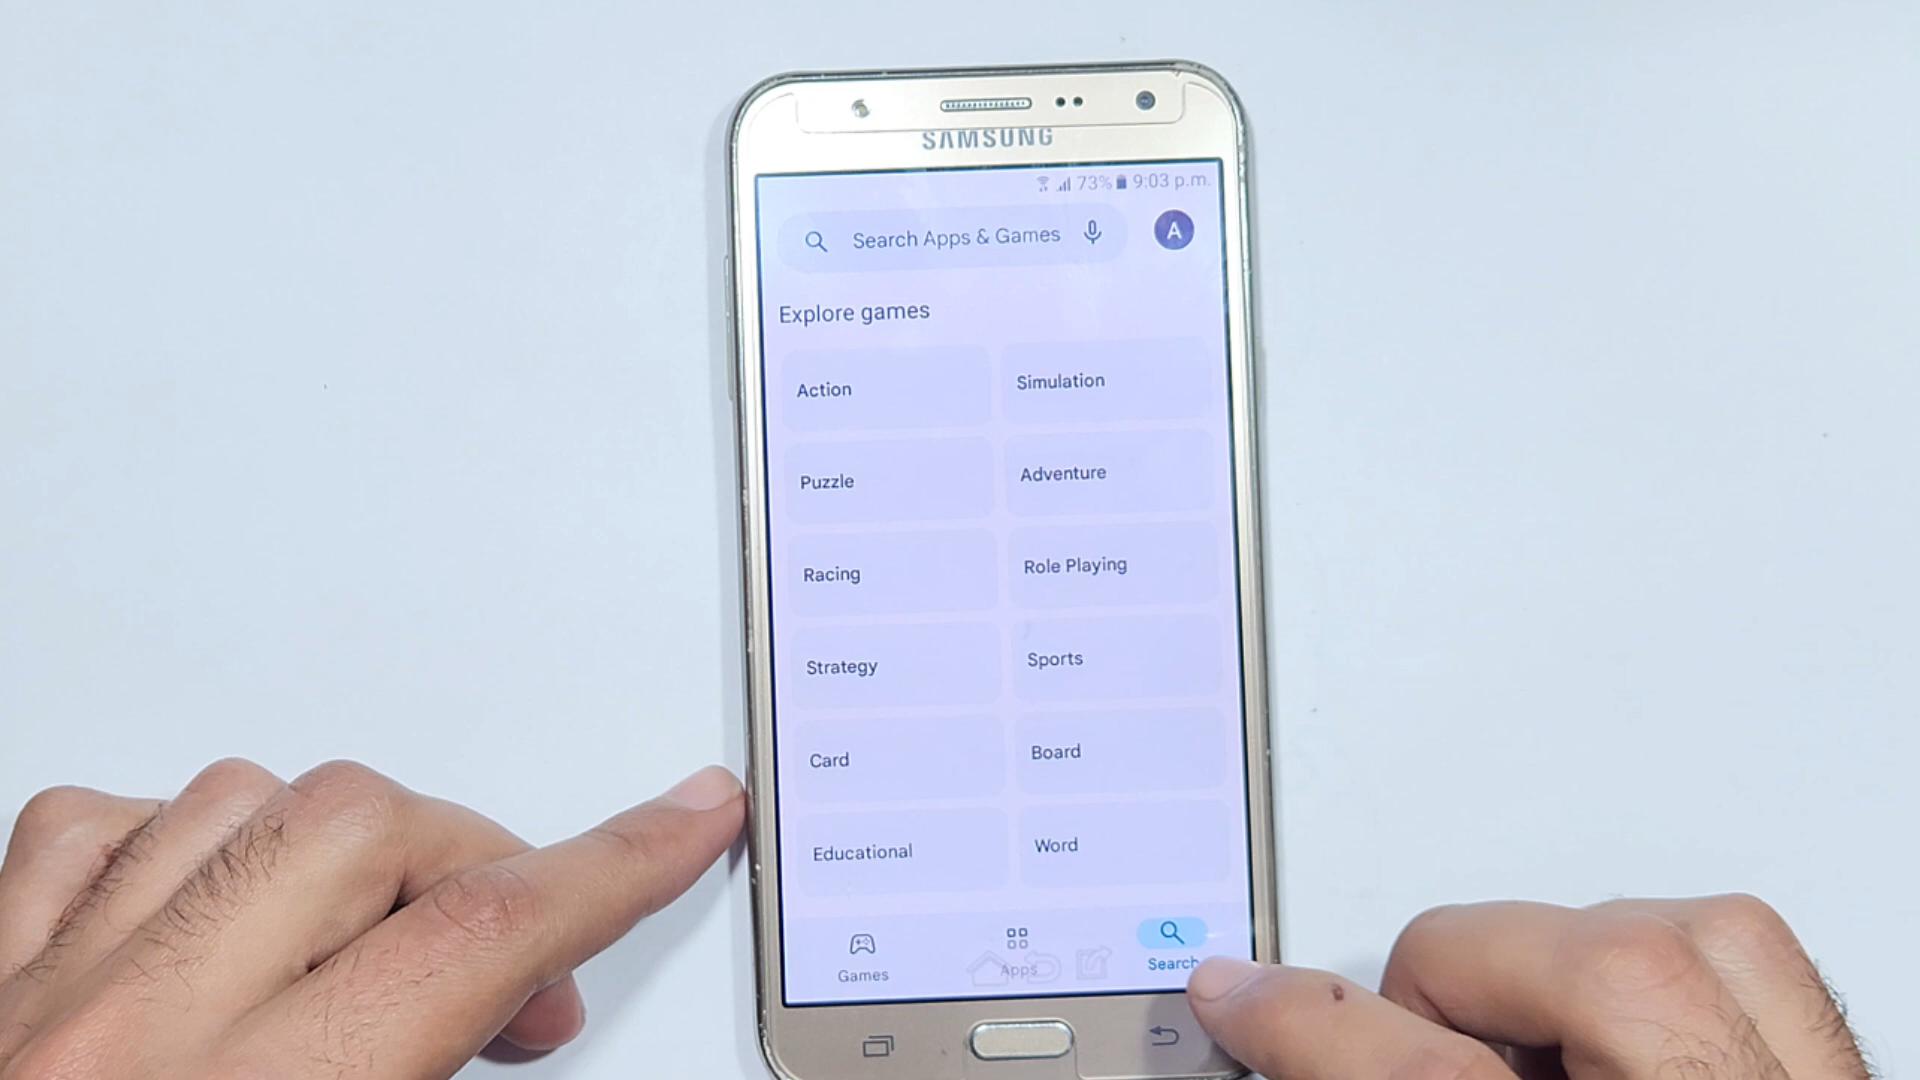 SAMSUNG
73% 9:03 p.m.
Search Apps & Games
A
Explore games
Action
Simulation
Puzzle
Adventure
Racing
Role Playing
Strategy
Sports
Card
Board
Educational
Word
Games
Apps
Search